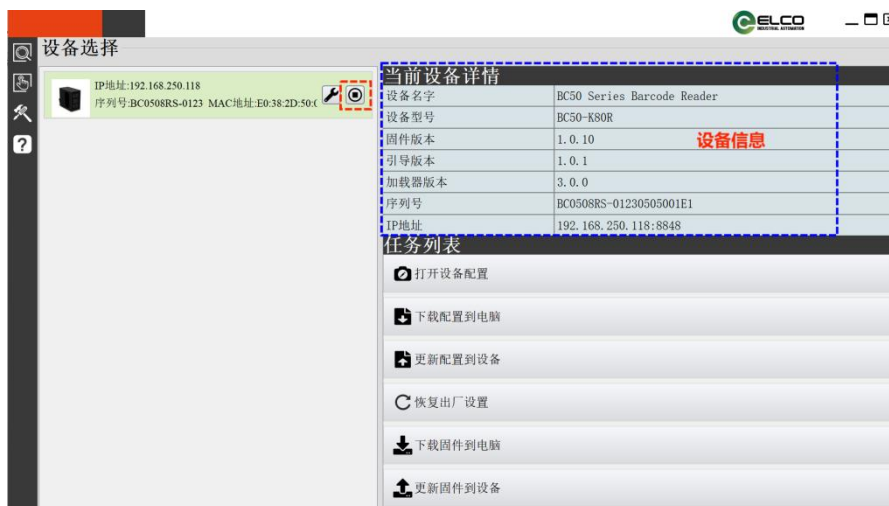 ELCO
INDUSTRIAL AUTOMATION
设备选择
IP地址:192.168.250.118
序列号:BC0508RS-0123 MAC地址:E0:38:2D:50:(
当前设备详情
设备名字 BC50 Series Barcode Reader
设备型号 BC50-K80R
固件版本 1.0.10
设备信息
引导版本 1.0.1
加载器版本 3.0.0
序列号 BC0508RS-01230505001E1
IP地址 192.168.250.118:8848
任务列表
打开设备配置
下载配置到电脑
更新配置到设备
恢复出厂设置
下载固件到电脑
更新固件到设备